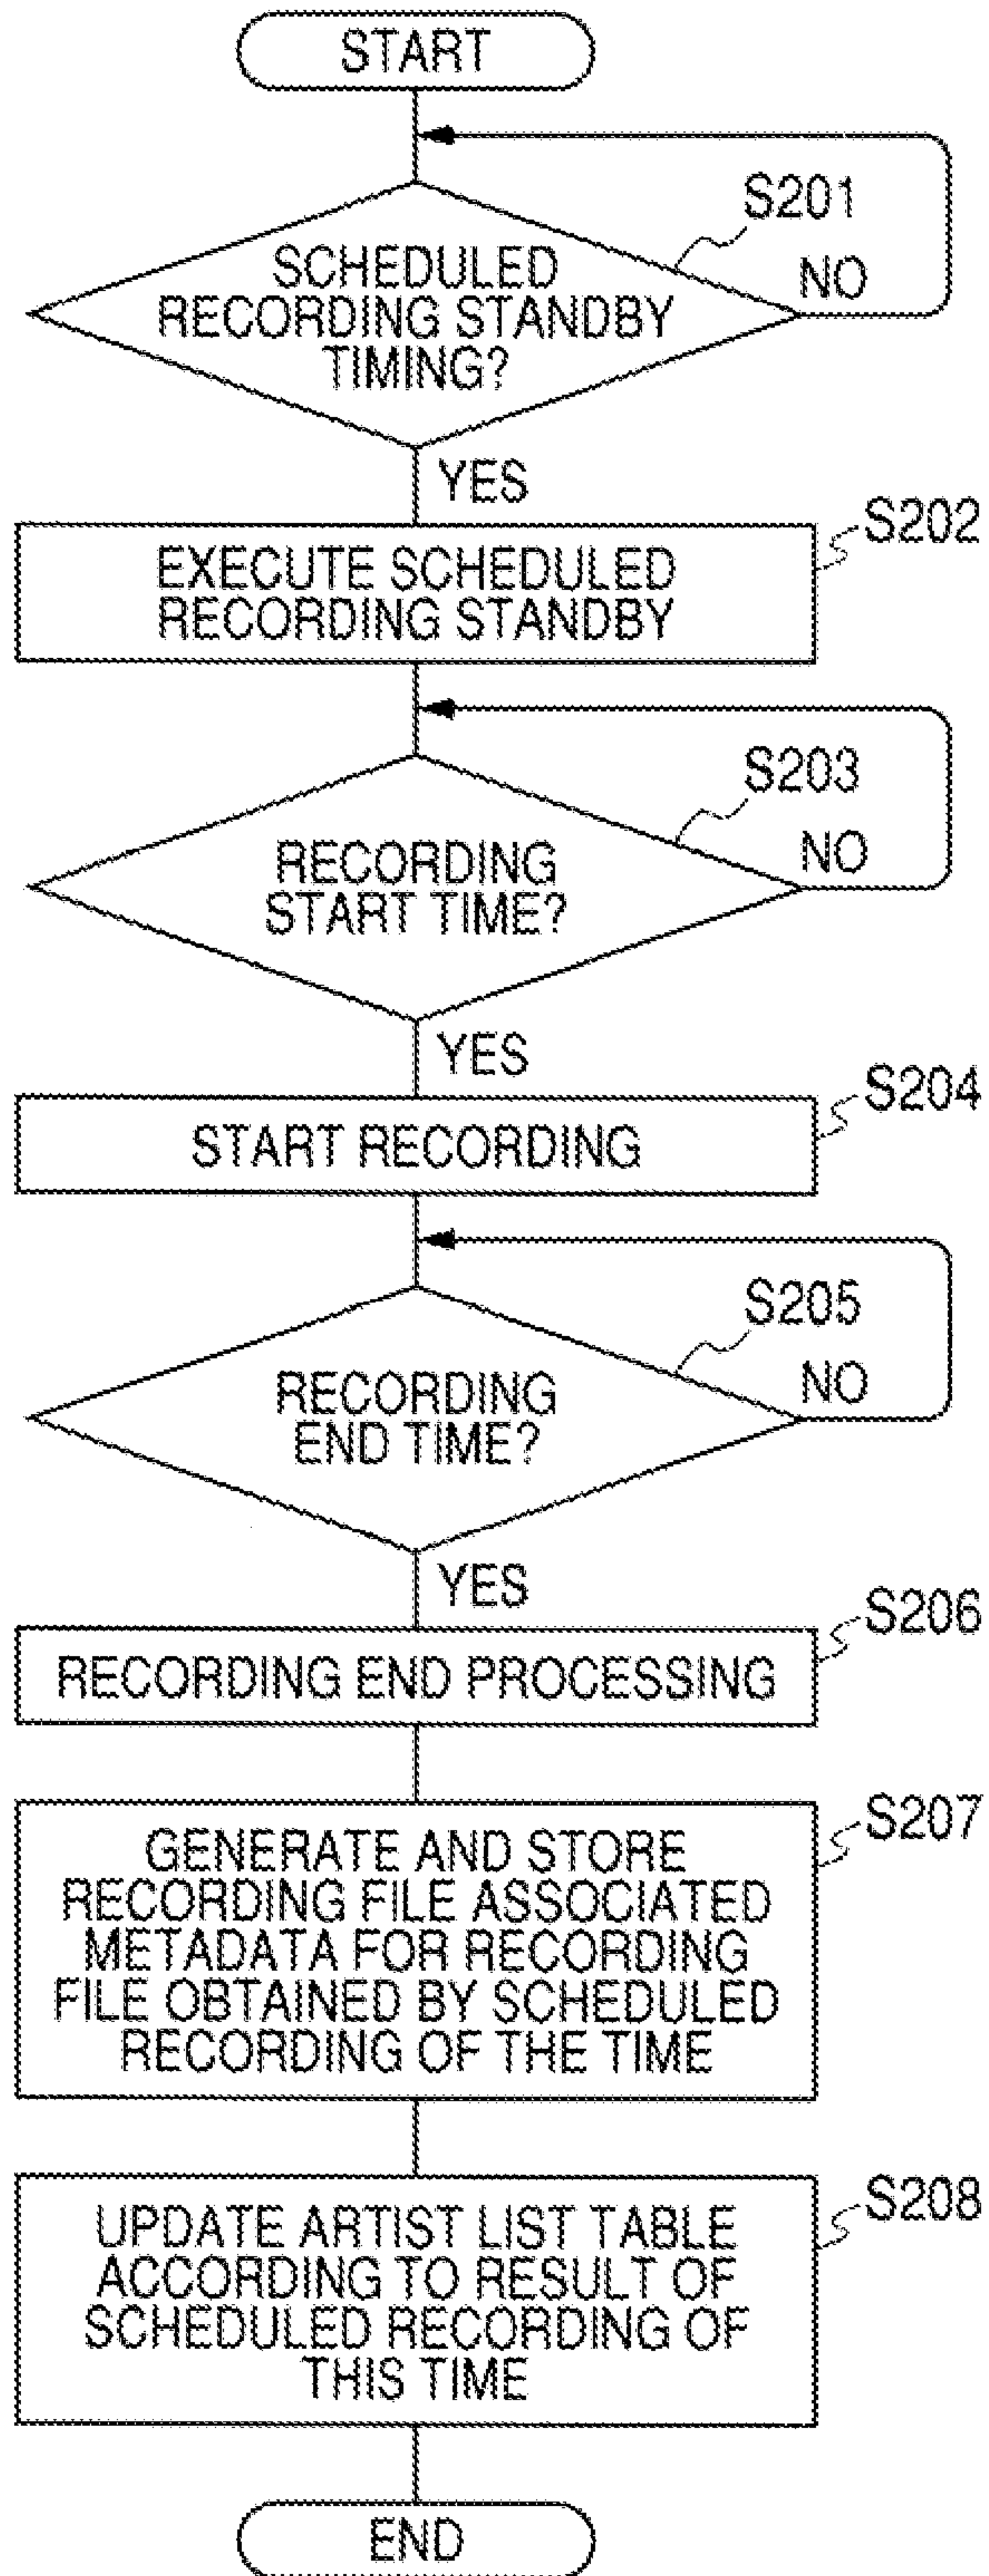 START
S201
SCHEDULED
RECORDING STANDBY
TIMING?
NO
YES
S202
EXECUTE SCHEDULED
RECORDING STANDBY
S203
RECORDING
START TIME?
NO
YES
S204
START RECORDING
S205
RECORDING
END TIME?
NO
YES
S206
RECORDING END PROCESSING
S207
GENERATE AND STORE
RECORDING FILE ASSOCIATED
METADATA FOR RECORDING
FILE OBTAINED BY SCHEDULED
RECORDING OF THE TIME
S208
UPDATE ARTIST LIST TABLE
ACCORDING TO RESULT OF
SCHEDULED RECORDING OF
THIS TIME
END